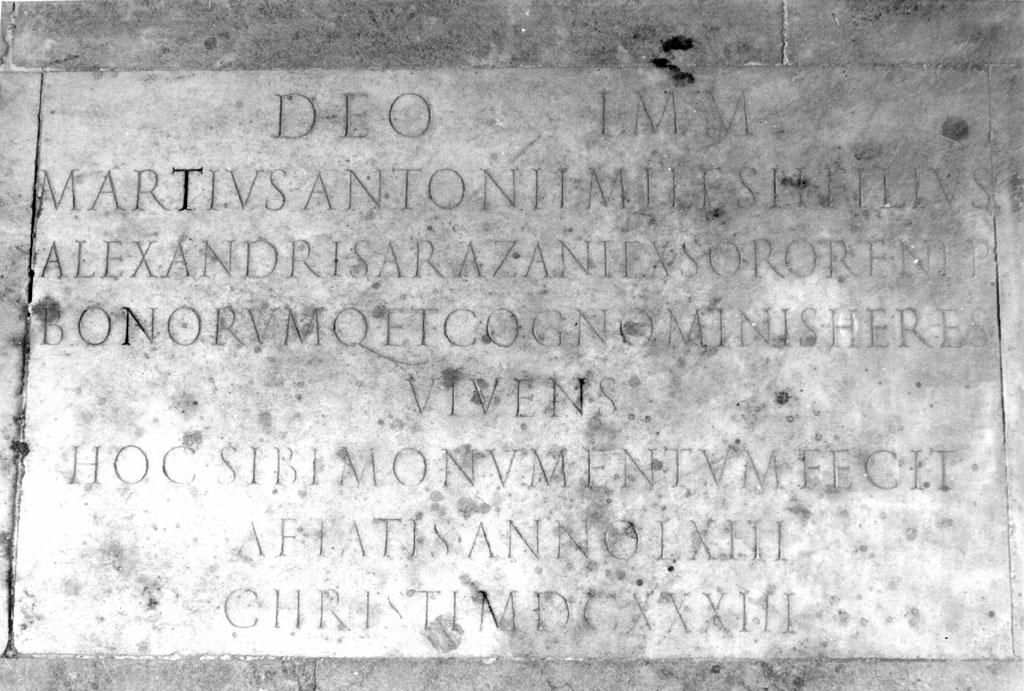 DEO IMM
MARTIVS ANTONII MILESII FILIVS
ALEXANDRI SARAZANI EX SORORE NEP
BONORVMQ ET COGNOMINIS HERES
VIVENS
HOC SIBI MONVMENTVM FECIT
AETATIS ANNO LXIII
CHRISTI MDCXXXIII